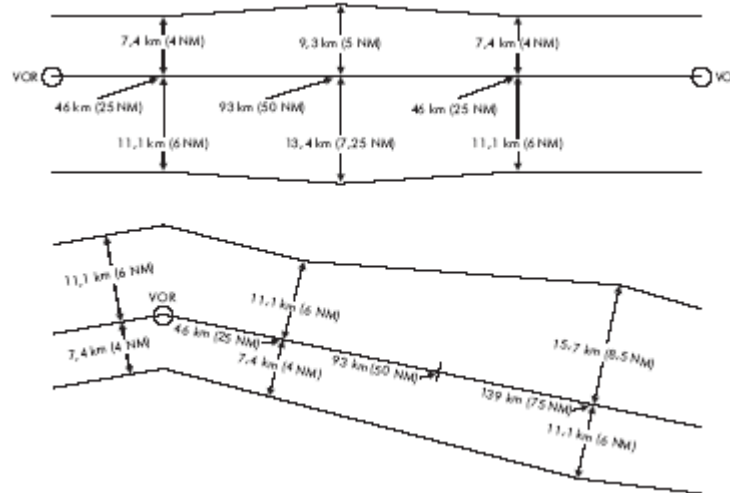 7,4 km (4 NM)
9,3 km (5 NM)
7,4 km (4 NM)
VOR
VO
46 km (25 NM)
93 km (50 NM)
46 km (25 NM)
11,1 km (6 NM)
13,4 km (7,25 NM)
11,1 km (6 NM)
11,1 km (6 NM)
VOR
11,1 km (6 NM)
46 km (25 NM)
7,4 km (4 NM)
7,4 km (4 NM)
93 km (50 NM)
15,7 km (8,5 NM)
139 km (75 NM)
11,1 km (6 NM)